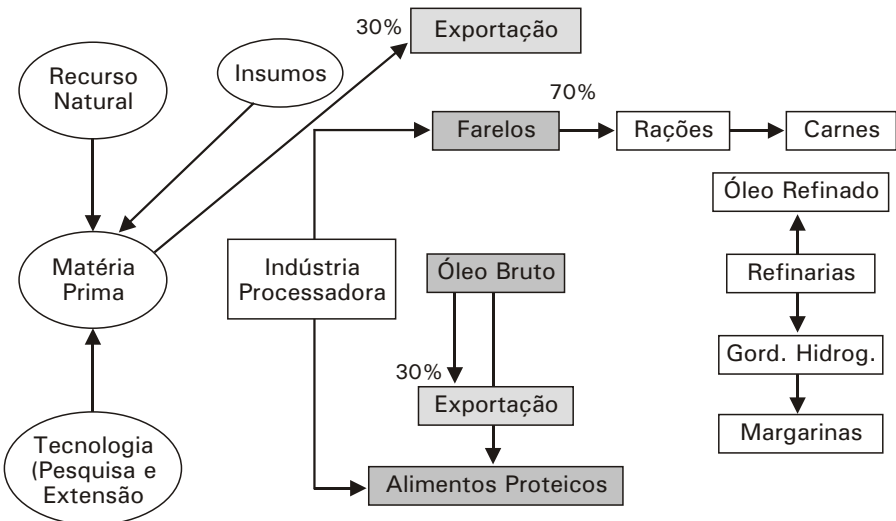 30%
Exportação
Recurso
Natural
Insumos
70%
Farelos
Rações
Carnes
Óleo Refinado
Matéria
Prima
Indústria
Processadora
Óleo Bruto
Refinarias
Gord. Hidrog.
30%
Exportação
Margarinas
Tecnologia
(Pesquisa e
Extensão
Alimentos Proteicos